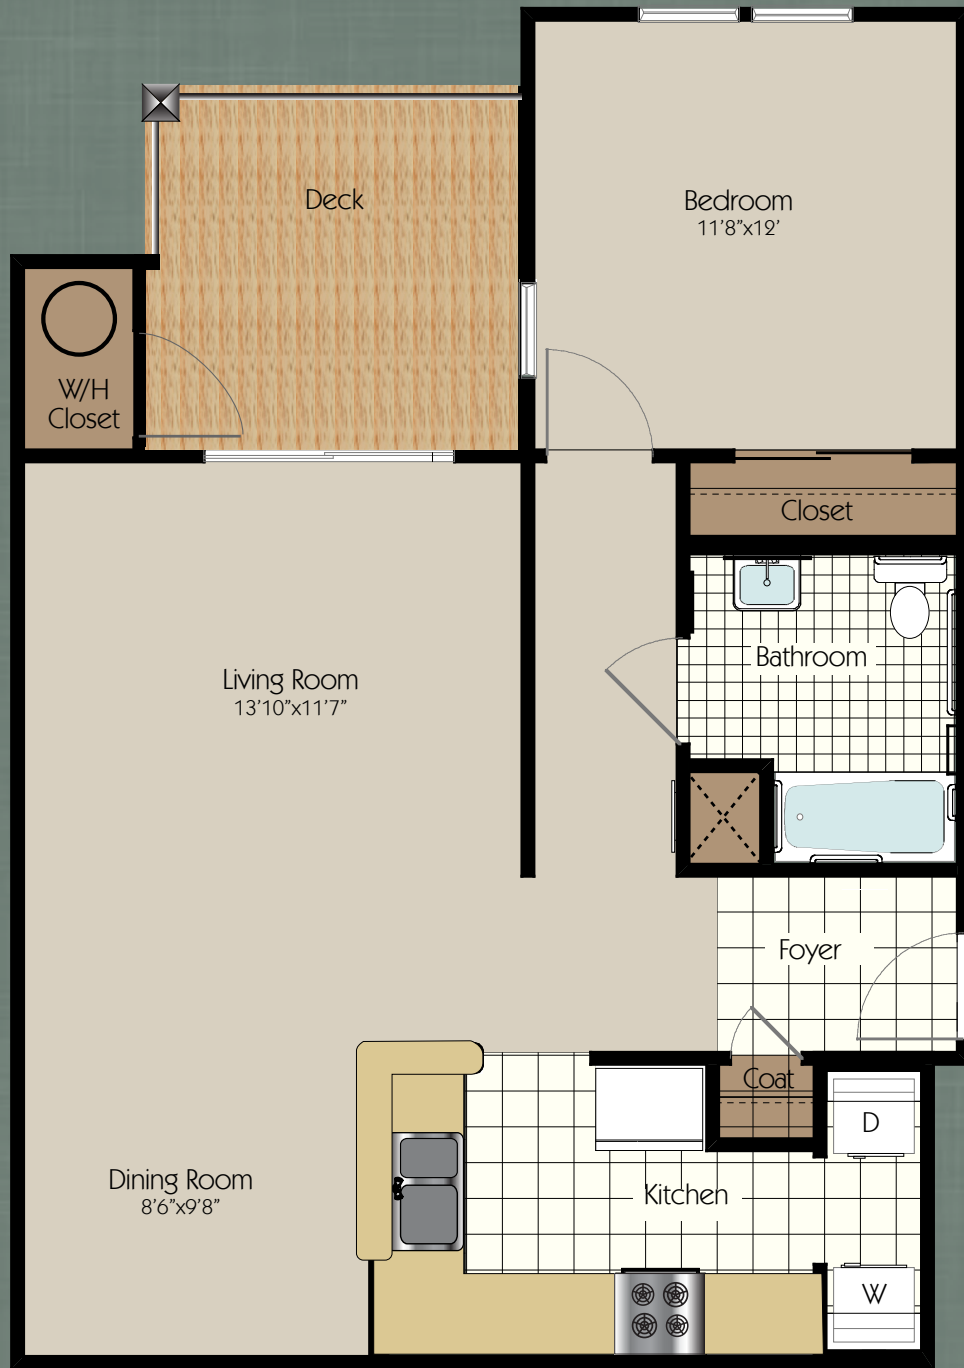 Deck
Bedroom
11'8"x12'
W/H
Closet
Closet
Living Room
13'10"x11'7"
Bathroom
Foyer
Coat
D
Dining Room
8'6"x9'8"
Kitchen
W